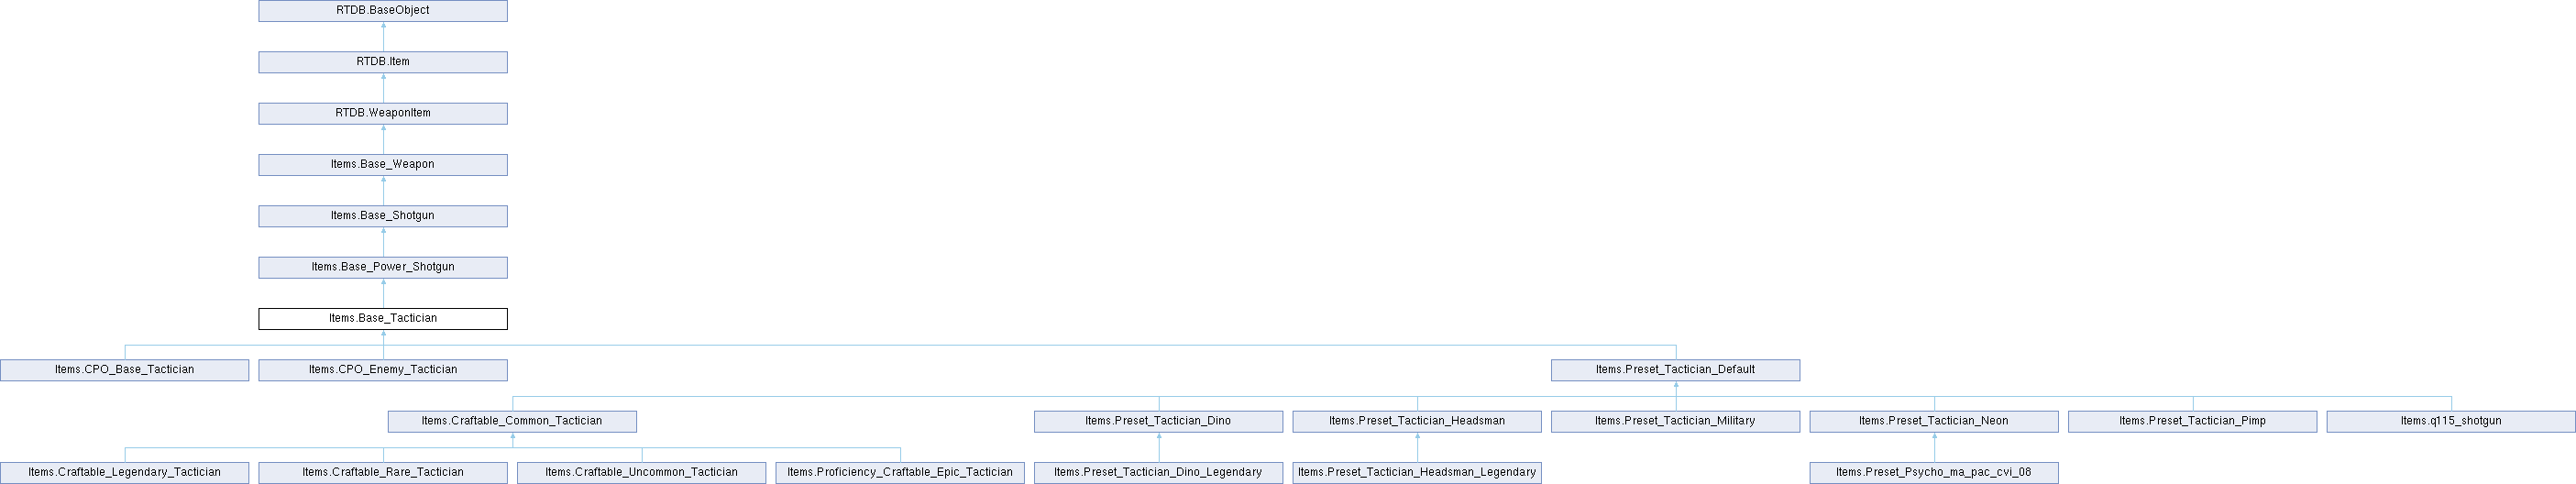 RTDB.BaseObject
RTDB.Item
RTDB.WeaponItem
Items.Base_Weapon
Items.Base_Shotgun
Items.Base_Power_Shotgun
Items.Base_Tactician
Items.CPO_Base_Tactician
Items.CPO_Enemy_Tactician
Items.Preset_Tactician_Default
Items.Craftable_Common_Tactician
Items.Preset_Tactician_Dino
Items.Preset_Tactician_Headsman
Items.Preset_Tactician_Military
Items.Preset_Tactician_Neon
Items.Preset_Tactician_Pimp
Items.q115_shotgun
Items.Craftable_Legendary_Tactician
Items.Craftable_Rare_Tactician
Items.Craftable_Uncommon_Tactician
Items.Proficiency_Craftable_Epic_Tactician
Items.Preset_Tactician_Dino_Legendary
Items.Preset_Tactician_Headsman_Legendary
Items.Preset_Psycho_ma_pac_cvi_08